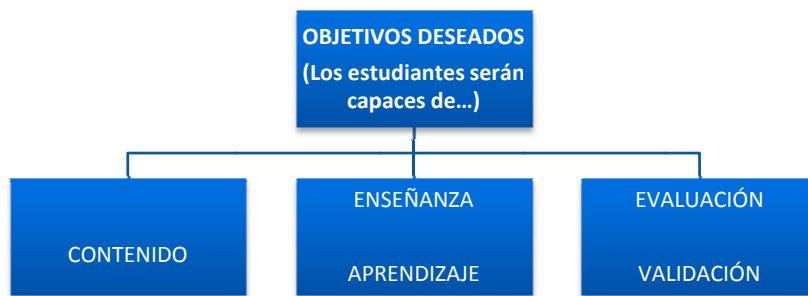 OBJETIVOS DESEADOS
(Los estudiantes serán
capaces de…)
CONTENIDO
ENSEÑANZA
APRENDIZAJE
EVALUACIÓN
VALIDACIÓN